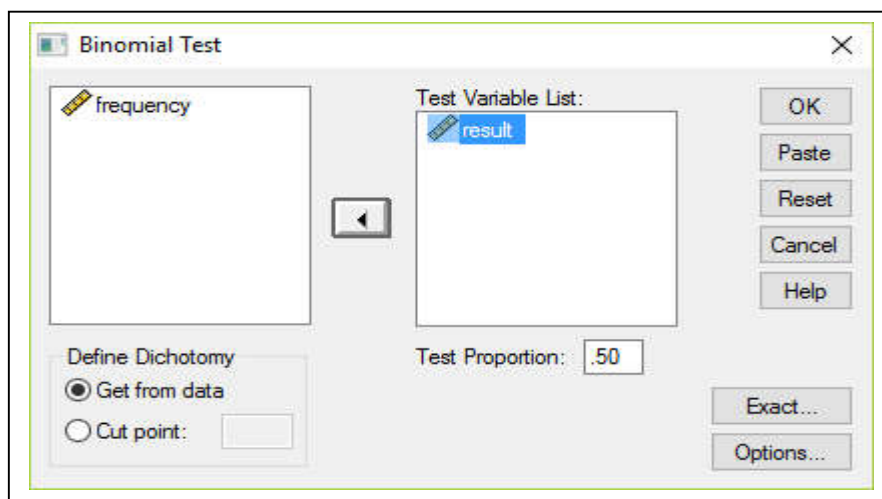 Binomial Test
frequency
Test Variable List:
result
OK
Paste
Reset
Cancel
Help
Define Dichotomy
Get from data
Cut point:
Test Proportion: .50
Exact...
Options...